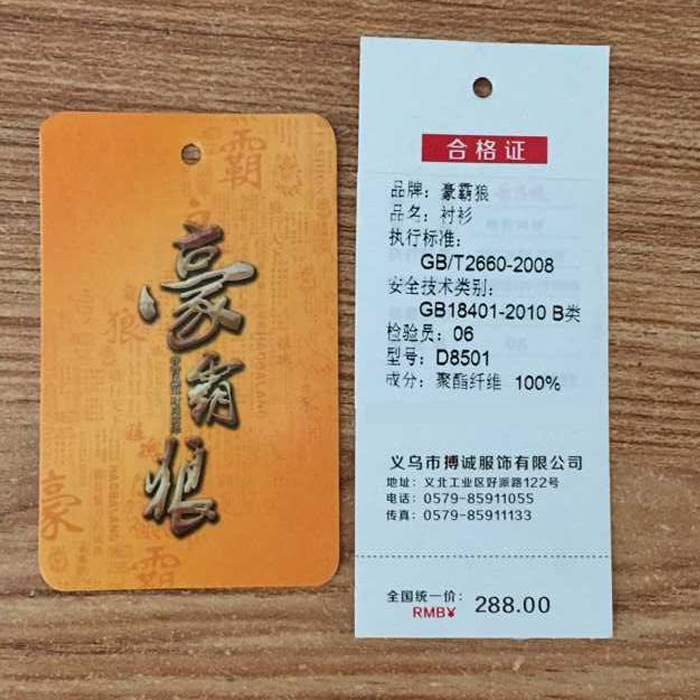 霸
豪
霸
狼
狼
豪
霸
合格证
品牌：豪霸狼
品名：衬衫
执行标准：
GB/T2660-2008
安全技术类别：
GB18401-2010 B类
检验员：06
型号：D8501
成分：聚酯纤维 100%
义乌市搏诚服饰有限公司
地址：义北工业区好派路122号
电话：0579-85911055
传真：0579-85911133
全国统一价：
RMB¥ 288.00